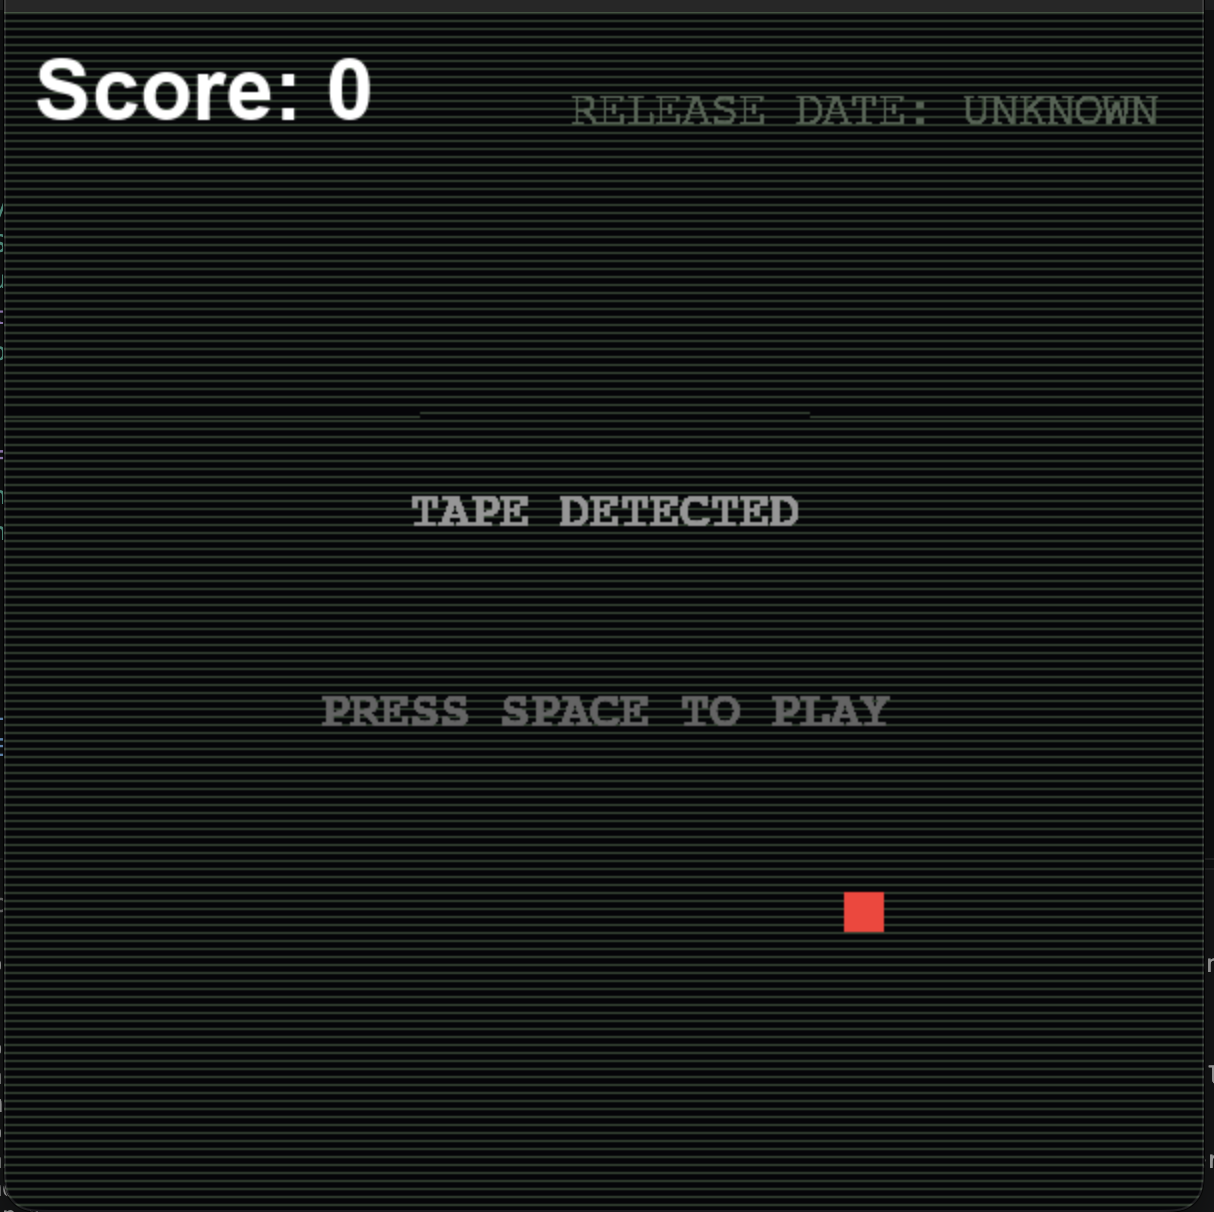 Score: 0
RELEASE DATE: UNKNOWN
TAPE DETECTED
PRESS SPACE TO PLAY